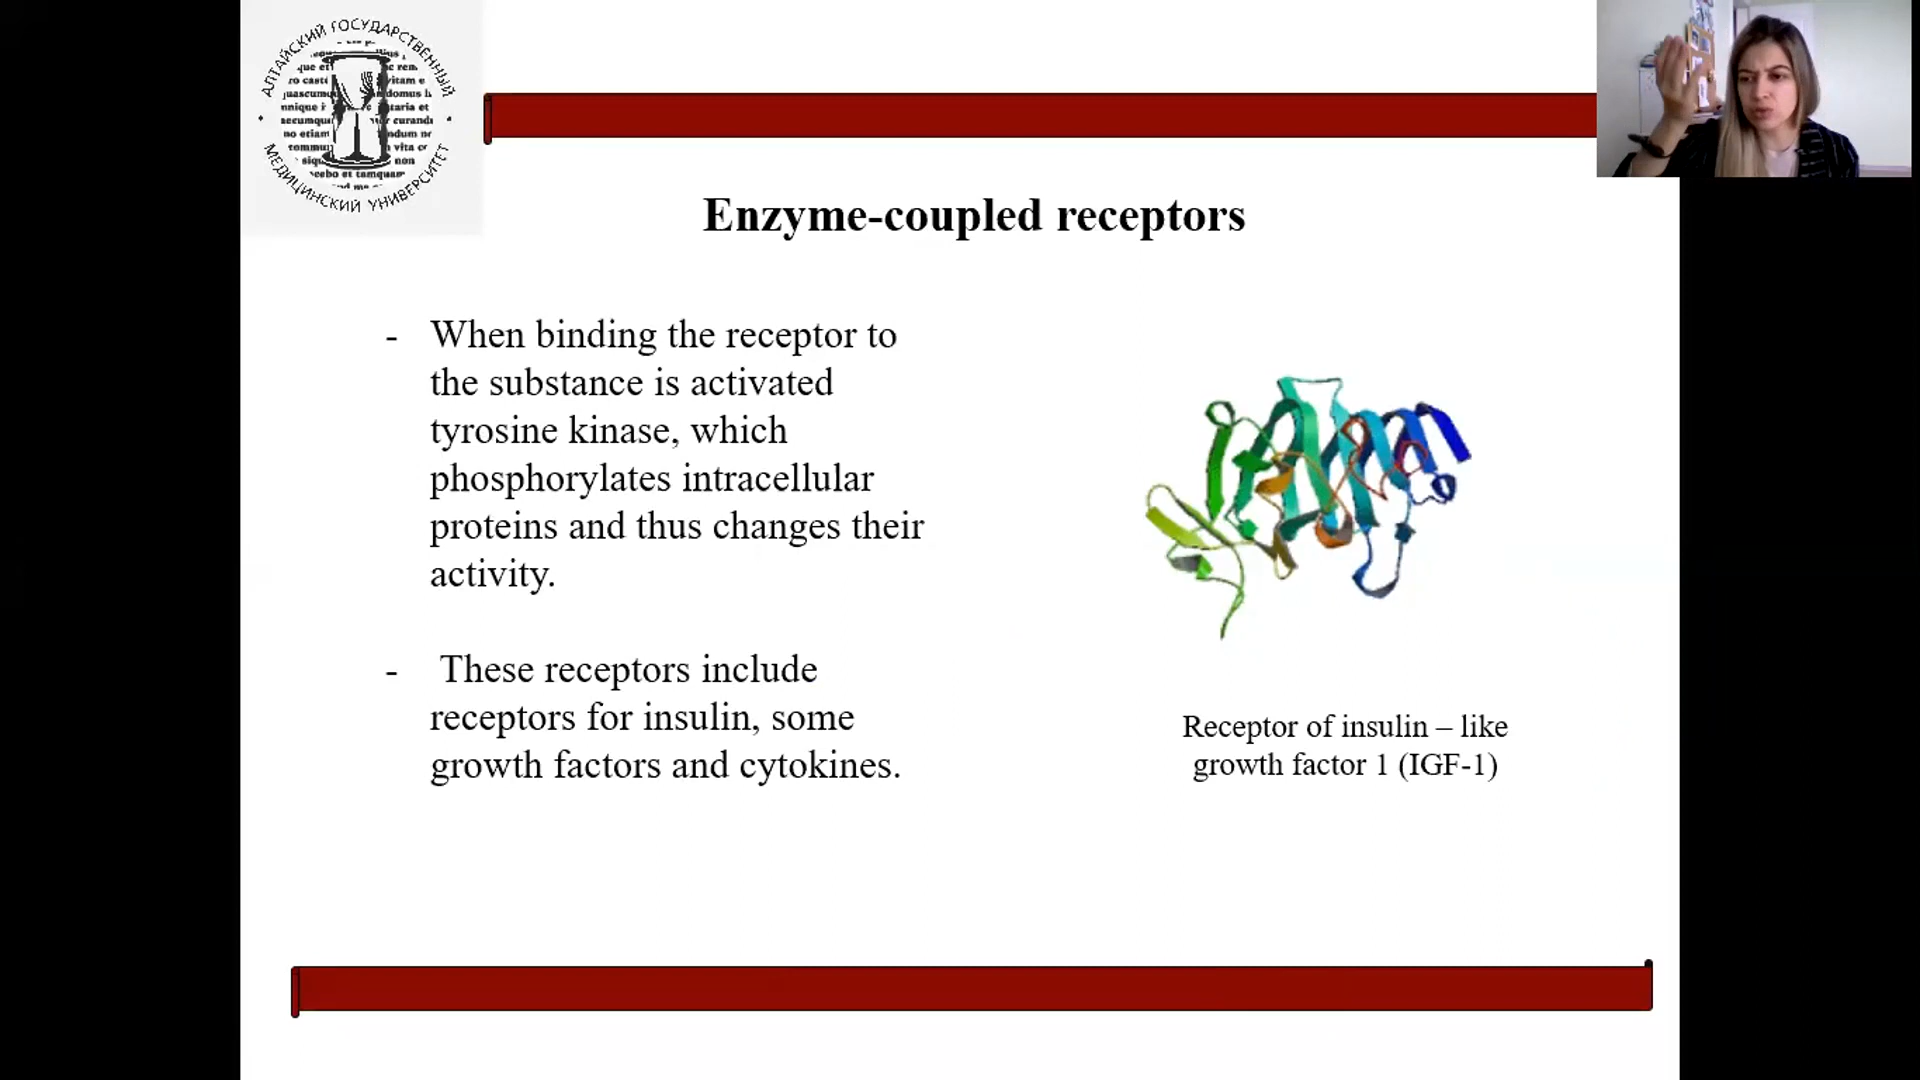 АЛТАЙСКИЙ ГОСУДАРСТВЕННЫЙ
МЕДИЦИНСКИЙ УНИВЕРСИТЕТ
Enzyme-coupled receptors
- When binding the receptor to
the substance is activated
tyrosine kinase, which
phosphorylates intracellular
proteins and thus changes their
activity.
- These receptors include
receptors for insulin, some
growth factors and cytokines.
Receptor of insulin – like
growth factor 1 (IGF-1)